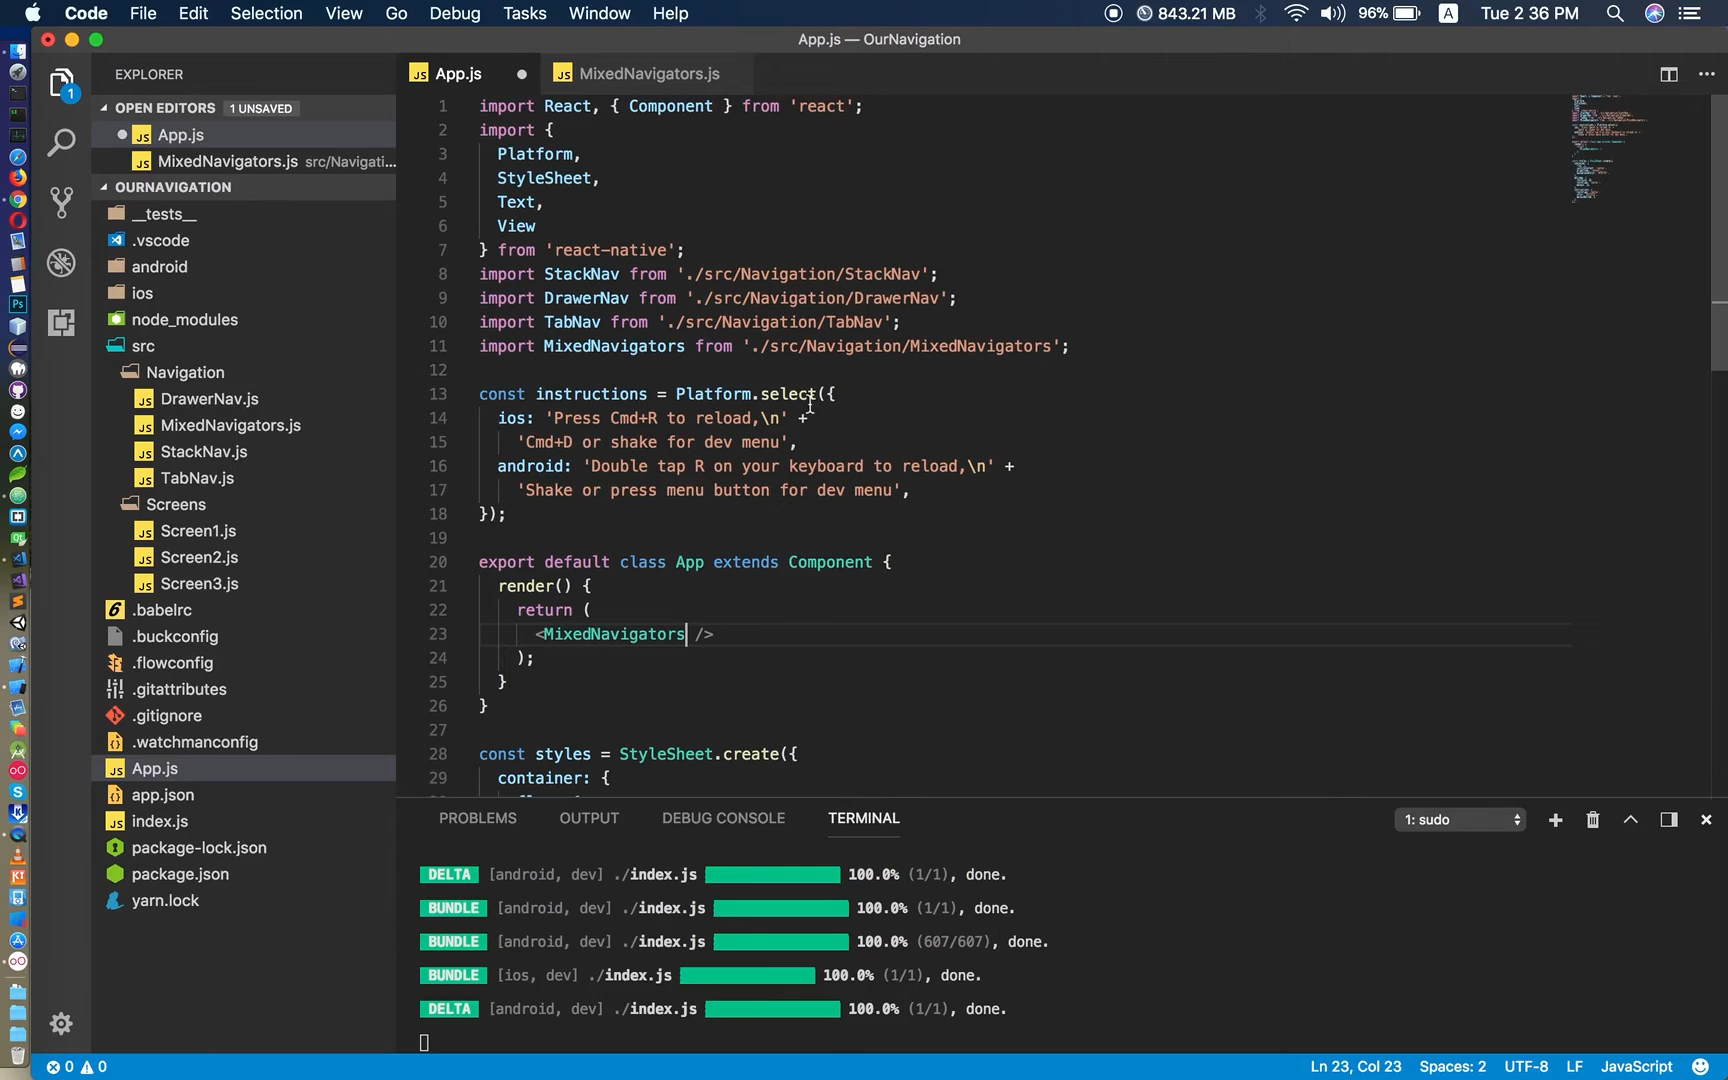 Code File Edit Selection View Go Debug Tasks Window Help
843.21 MB 96% A Tue 2 36 PM
App.js — OurNavigation
EXPLORER
OPEN EDITORS 1 UNSAVED
JS App.js
JS MixedNavigators.js src/Navigati...
OURNAVIGATION
__tests__
.vscode
android
ios
node_modules
src
Navigation
JS DrawerNav.js
JS MixedNavigators.js
JS StackNav.js
JS TabNav.js
Screens
JS Screen1.js
JS Screen2.js
JS Screen3.js
6 .babelrc
.buckconfig
.flowconfig
.gitattributes
.gitignore
.watchmanconfig
JS App.js
app.json
JS index.js
package-lock.json
package.json
yarn.lock
1
JS App.js JS MixedNavigators.js
1 import React, { Component } from 'react';
2 import {
3 Platform,
4 StyleSheet,
5 Text,
6 View
7 } from 'react-native';
8 import StackNav from './src/Navigation/StackNav';
9 import DrawerNav from './src/Navigation/DrawerNav';
10 import TabNav from './src/Navigation/TabNav';
11 import MixedNavigators from './src/Navigation/MixedNavigators';
12
13 const instructions = Platform.select({
14 ios: 'Press Cmd+R to reload,\n' +
15 'Cmd+D or shake for dev menu',
16 android: 'Double tap R on your keyboard to reload,\n' +
17 'Shake or press menu button for dev menu',
18 });
19
20 export default class App extends Component {
21 render() {
22 return (
23 <MixedNavigators />
24 );
25 }
26 }
27
28 const styles = StyleSheet.create({
29 container: {
PROBLEMS OUTPUT DEBUG CONSOLE TERMINAL 1: sudo
DELTA [android, dev] ./index.js 100.0% (1/1), done.
BUNDLE [android, dev] ./index.js 100.0% (1/1), done.
BUNDLE [android, dev] ./index.js 100.0% (607/607), done.
BUNDLE [ios, dev] ./index.js 100.0% (1/1), done.
DELTA [android, dev] ./index.js 100.0% (1/1), done.
0 0 Ln 23, Col 23 Spaces: 2 UTF-8 LF JavaScript